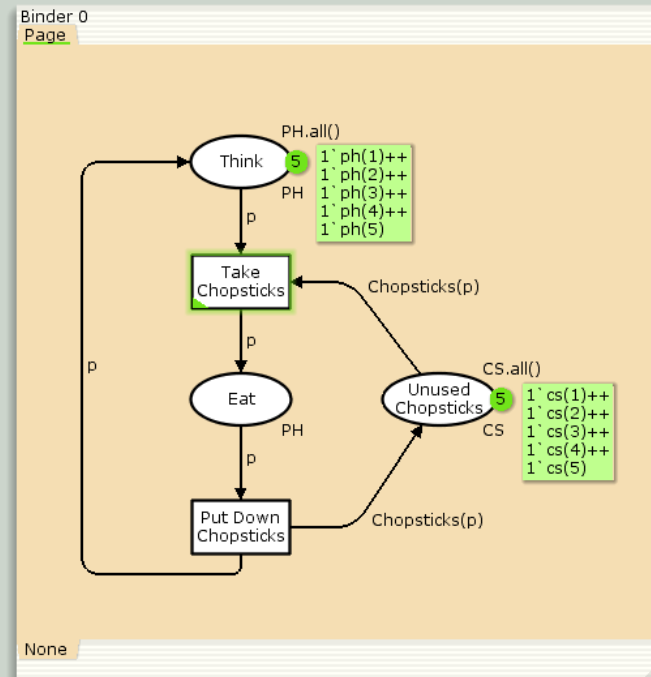 Binder 0
Page
PH.all()
Think
5
1`ph(1)++
1`ph(2)++
1`ph(3)++
1`ph(4)++
1`ph(5)
PH
p
Take
Chopsticks
Chopsticks(p)
p
p
CS.all()
Eat
Unused
Chopsticks
5
1`cs(1)++
1`cs(2)++
1`cs(3)++
1`cs(4)++
1`cs(5)
PH
CS
p
Put Down
Chopsticks
Chopsticks(p)
None